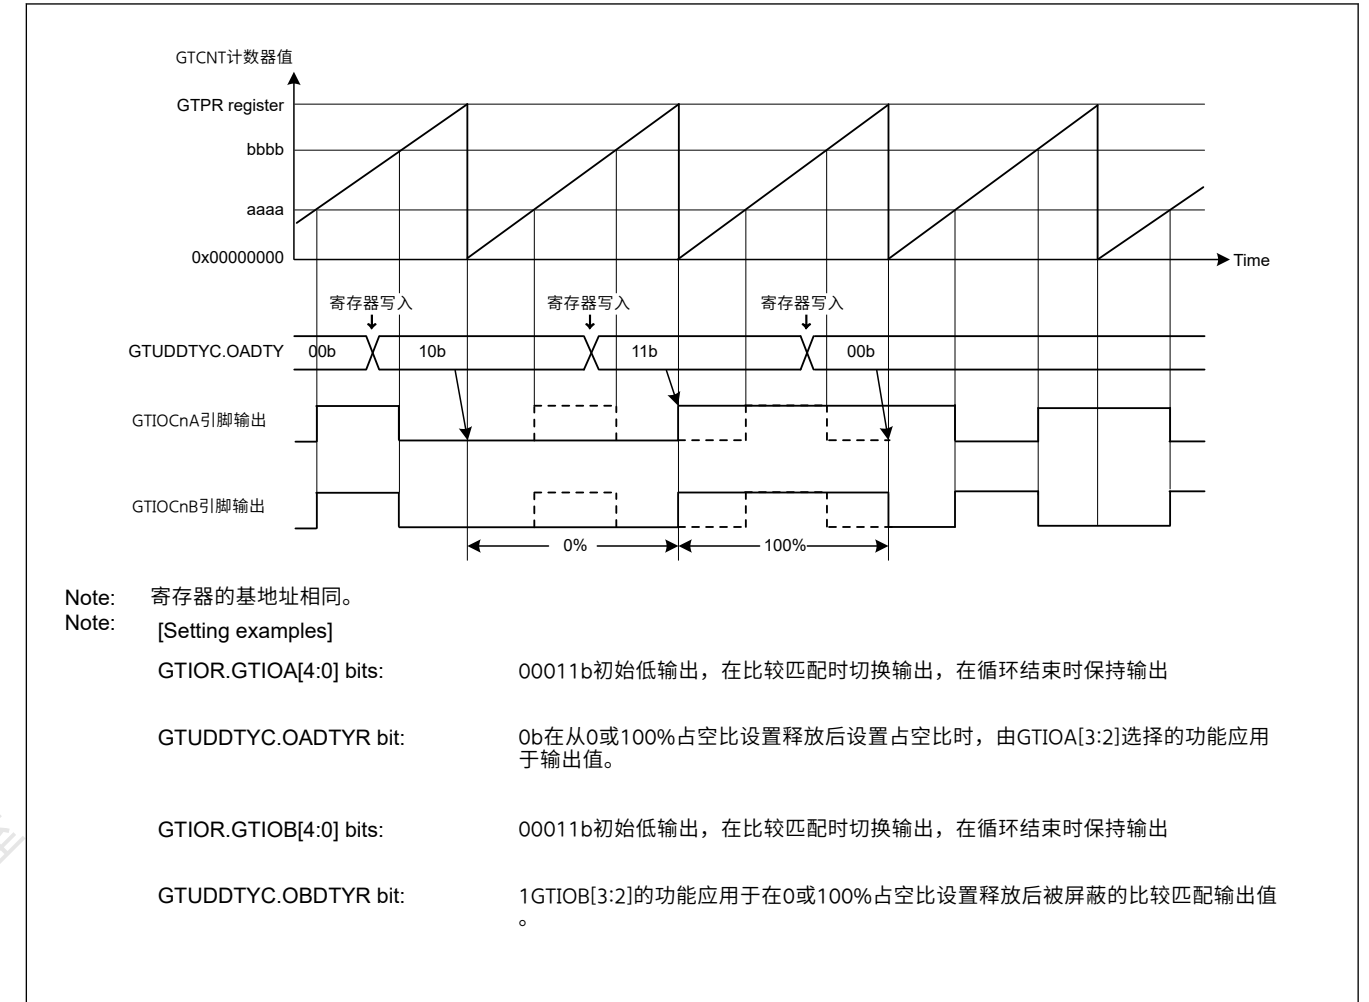 GTCNT计数器值
GTPR register
bbbb
aaaa
0x00000000
Time
寄存器写入 寄存器写入 寄存器写入
GTUDDTYC.OADTY 00b 10b 11b 00b
GTIOCnA引脚输出
GTIOCnB引脚输出
0% 100%
Note: 寄存器的基地址相同。
Note: [Setting examples]
GTIOR.GTIOA[4:0] bits: 00011b初始低输出，在比较匹配时切换输出，在循环结束时保持输出
GTUDDTYC.OADTYR bit: 0b在从0或100%占空比设置释放后设置占空比时，由GTIOA[3:2]选择的功能应用
于输出值。
GTIOR.GTIOB[4:0] bits: 00011b初始低输出，在比较匹配时切换输出，在循环结束时保持输出
GTUDDTYC.OBDTYR bit: 1GTIOB[3:2]的功能应用于在0或100%占空比设置释放后被屏蔽的比较匹配输出值
。